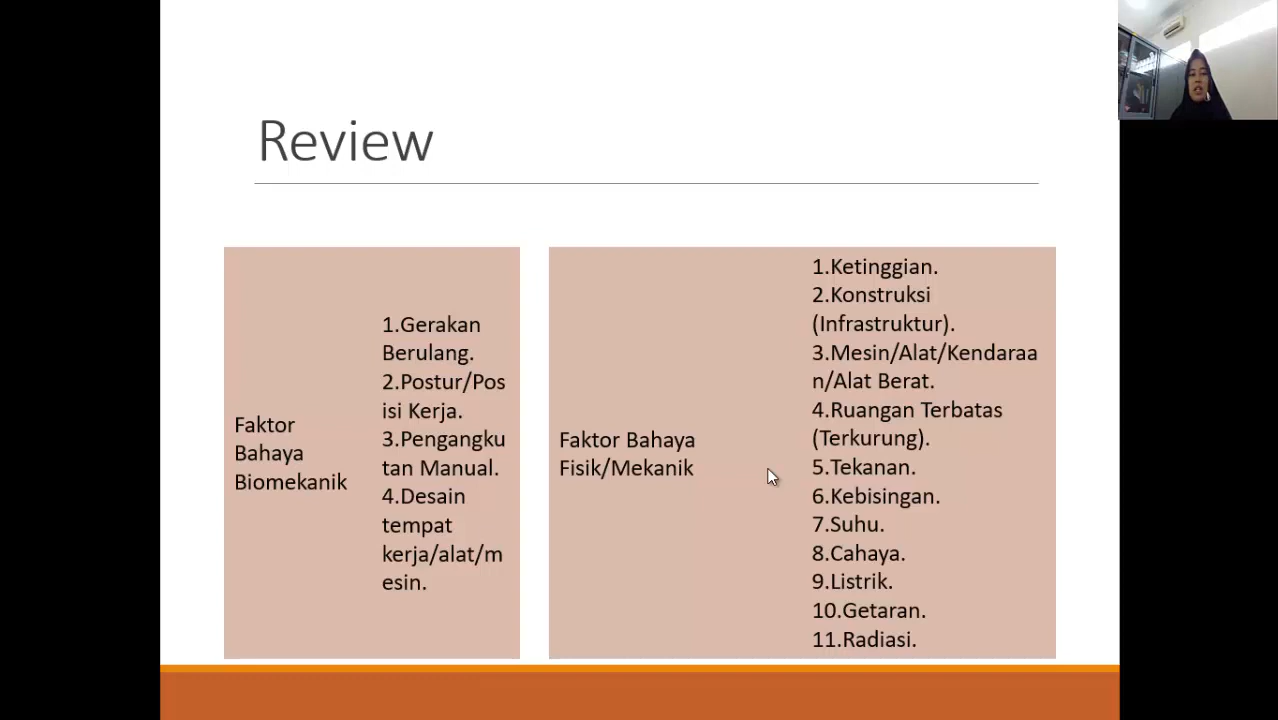 Review
Faktor
Bahaya
Biomekanik
1.Gerakan
Berulang.
2.Postur/Pos
isi Kerja.
3.Pengangku
tan Manual.
4.Desain
tempat
kerja/alat/m
esin.
Faktor Bahaya
Fisik/Mekanik
1.Ketinggian.
2.Konstruksi
(Infrastruktur).
3.Mesin/Alat/Kendaraa
n/Alat Berat.
4.Ruangan Terbatas
(Terkurung).
5.Tekanan.
6.Kebisingan.
7.Suhu.
8.Cahaya.
9.Listrik.
10.Getaran.
11.Radiasi.